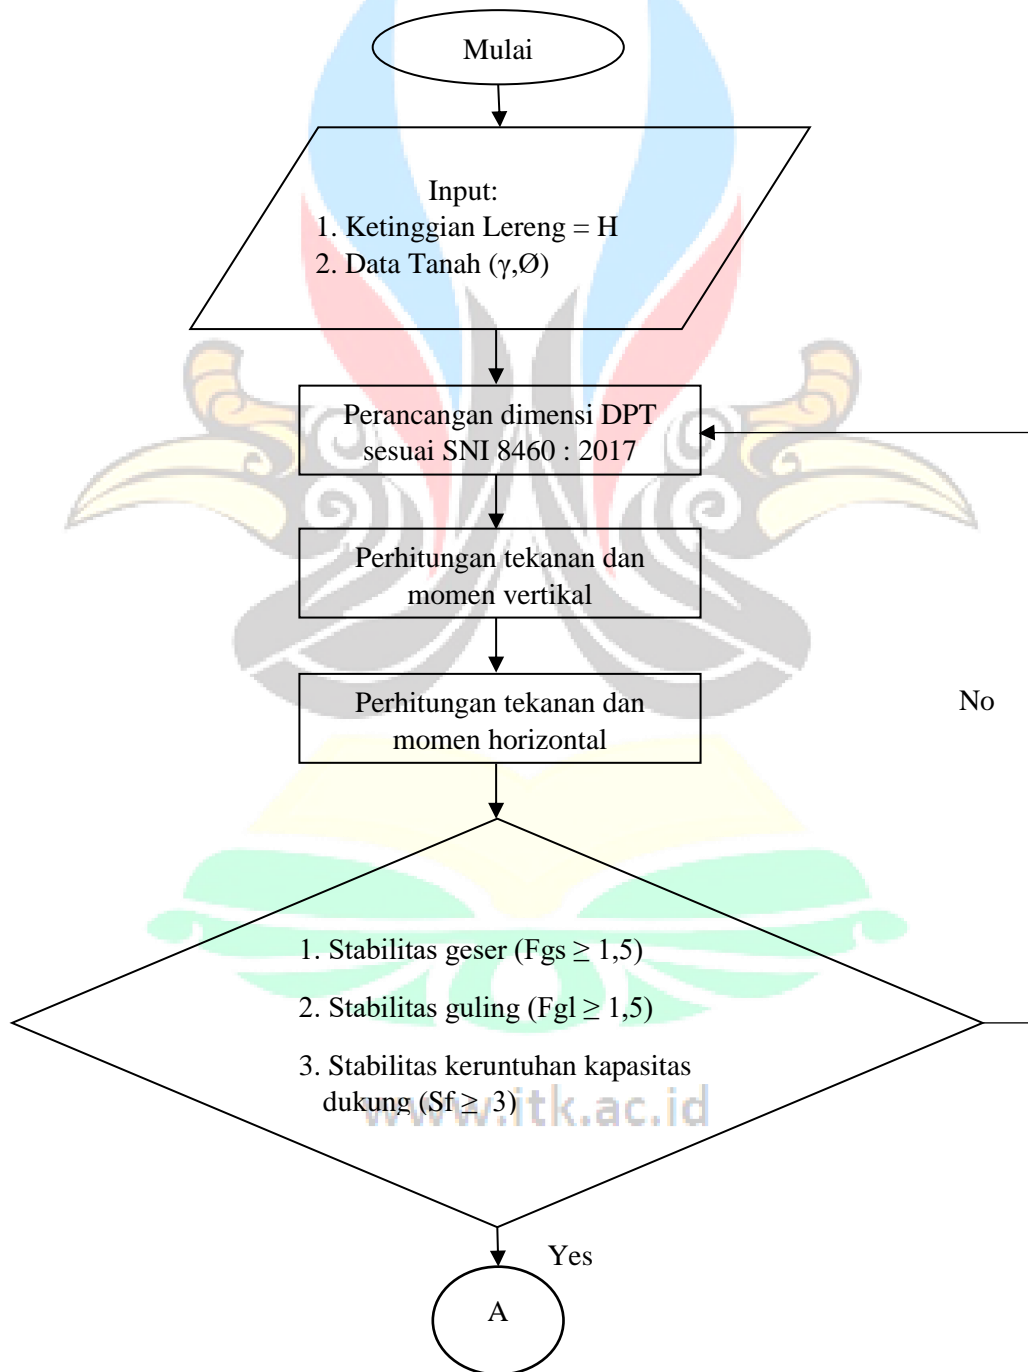 Mulai
Input:
1. Ketinggian Lereng = H
2. Data Tanah (γ,Ø)
Perancangan dimensi DPT
sesuai SNI 8460 : 2017
Perhitungan tekanan dan
momen vertikal
Perhitungan tekanan dan
momen horizontal
No
1. Stabilitas geser (Fgs ≥ 1,5)
2. Stabilitas guling (Fgl ≥ 1,5)
3. Stabilitas keruntuhan kapasitas
dukung (Sf ≥ 3)
www.itk.ac.id
Yes
A